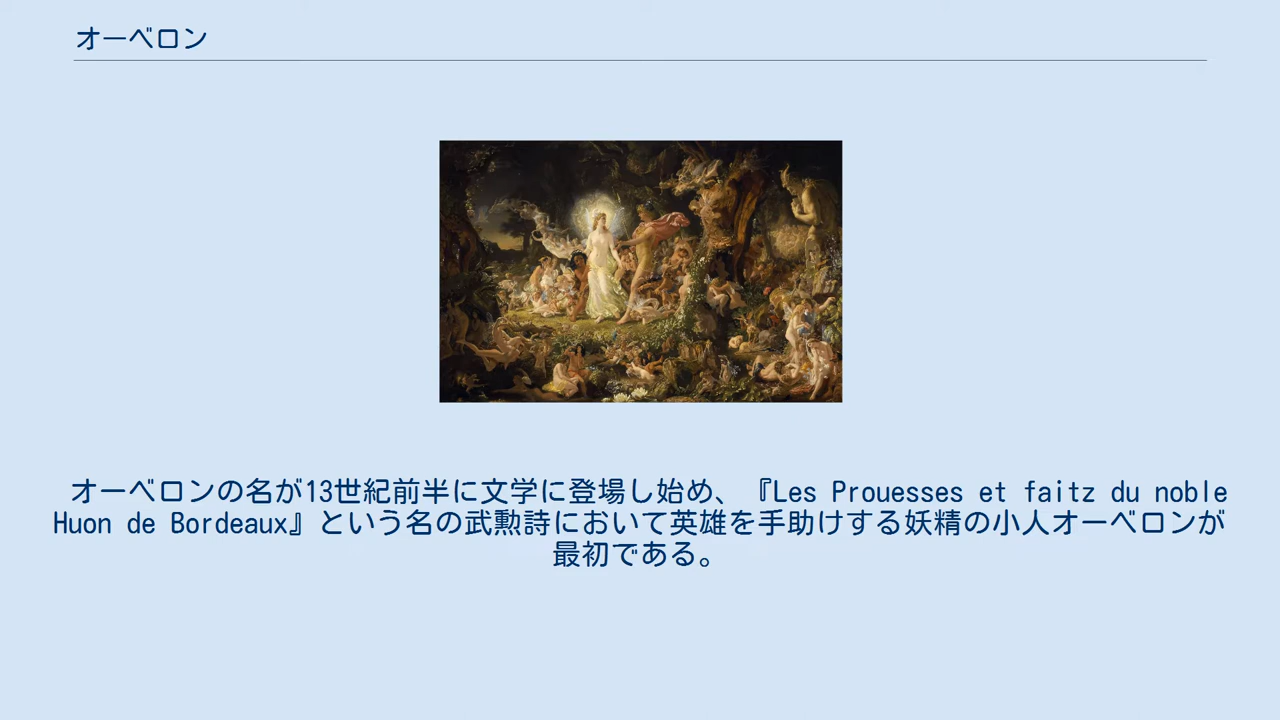 オーベロン
オーベロンの名が13世紀前半に文学に登場し始め、『Les Prouesses et faitz du noble
Huon de Bordeaux』という名の武勲詩において英雄を手助けする妖精の小人オーベロンが
最初である。